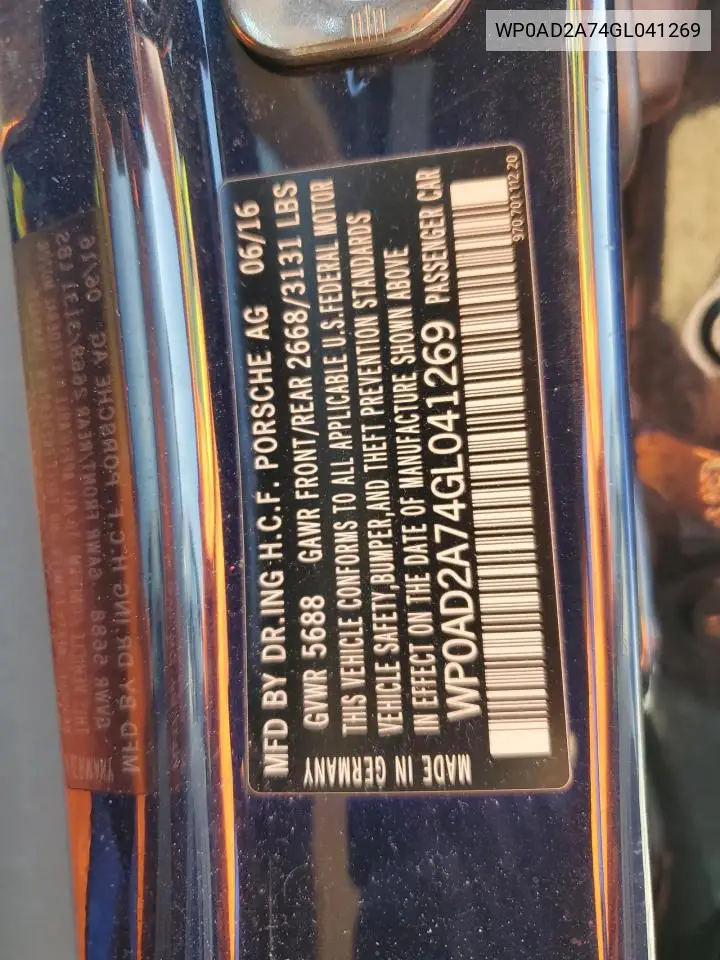 WP0AD2A74GL041269
MFD BY DR.ING H.C.F. PORSCHE AG 06/16
GVWR 5688 GAWR FRONT/REAR 2668/3131 LBS
THIS VEHICLE CONFORMS TO ALL APPLICABLE U.S.FEDERAL MOTOR
VEHICLE SAFETY,BUMPER,AND THEFT PREVENTION STANDARDS
IN EFFECT ON THE DATE OF MANUFACTURE SHOWN ABOVE
WP0AD2A74GL041269 PASSENGER CAR
MADE IN GERMANY
970 701 112 20